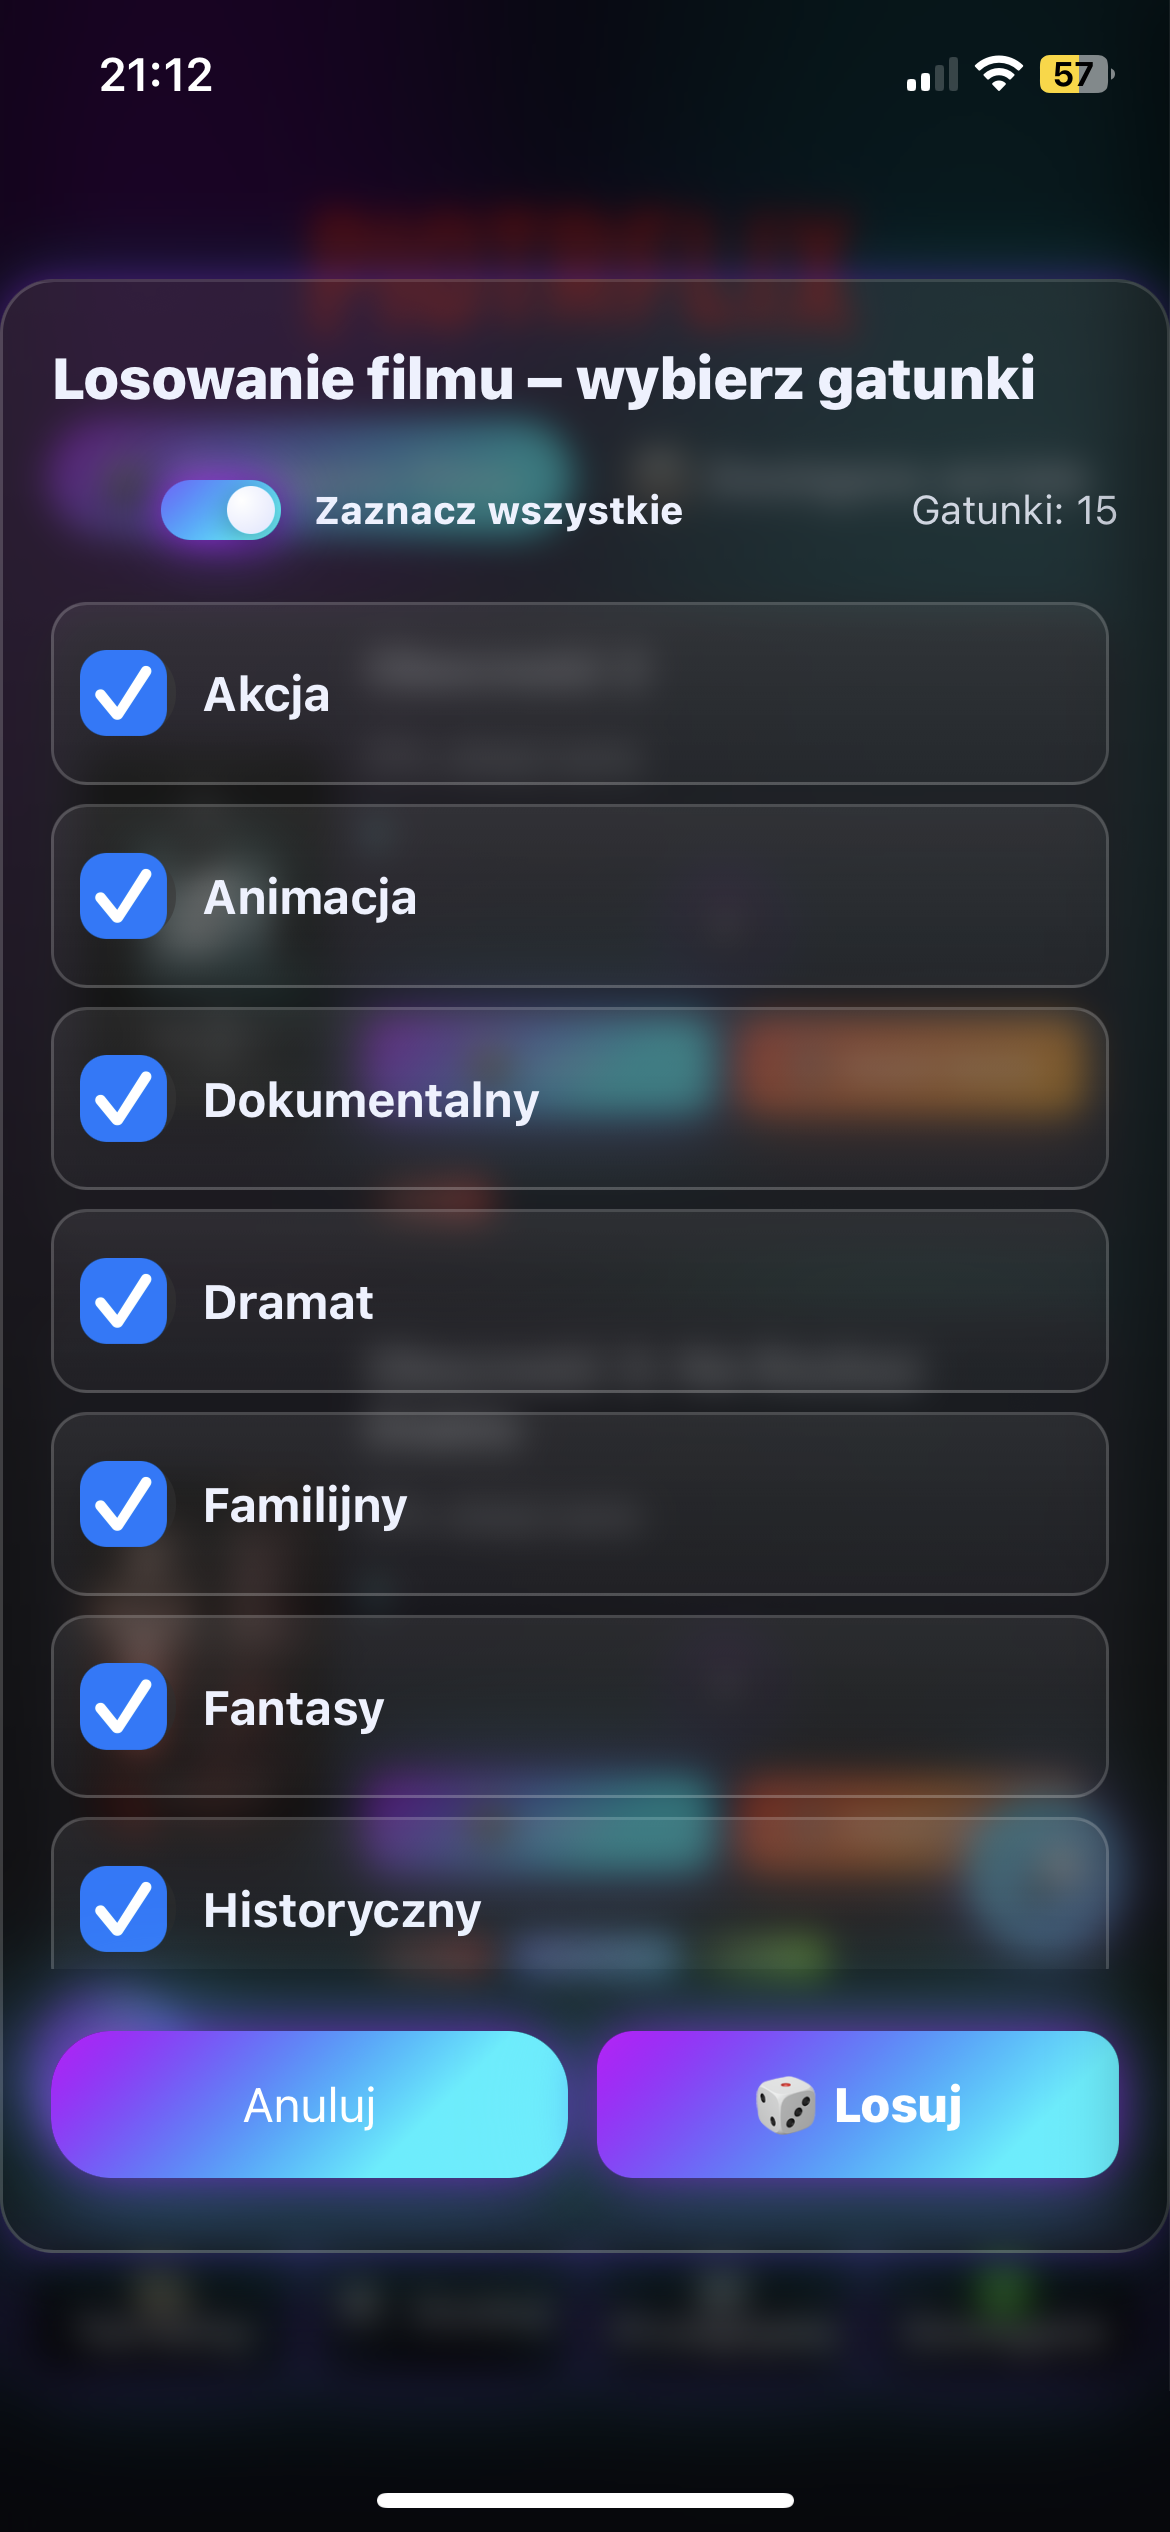 21:12
57
Losowanie filmu – wybierz gatunki
Zaznacz wszystkie
Gatunki: 15
Akcja
Animacja
Dokumentalny
Dramat
Familijny
Fantasy
Historyczny
Anuluj
🎲 Losuj